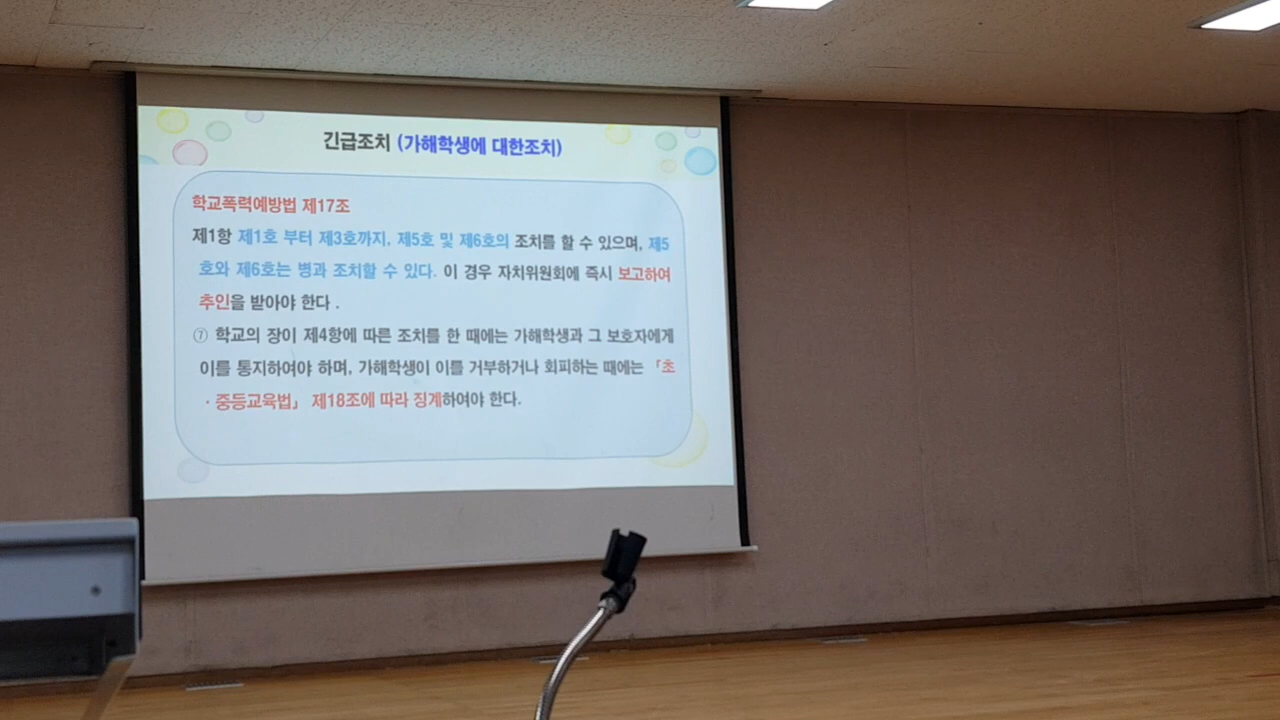 긴급조치 (가해학생에 대한조치)
학교폭력예방법 제17조
제1항 제1호 부터 제3호까지, 제5호 및 제6호의 조치를 할 수 있으며, 제5
호와 제6호는 병과 조치할 수 있다. 이 경우 자치위원회에 즉시 보고하여
추인을 받아야 한다 .
⑦ 학교의 장이 제4항에 따른 조치를 한 때에는 가해학생과 그 보호자에게
이를 통지하여야 하며, 가해학생이 이를 거부하거나 회피하는 때에는 「초
· 중등교육법」 제18조에 따라 징계하여야 한다.